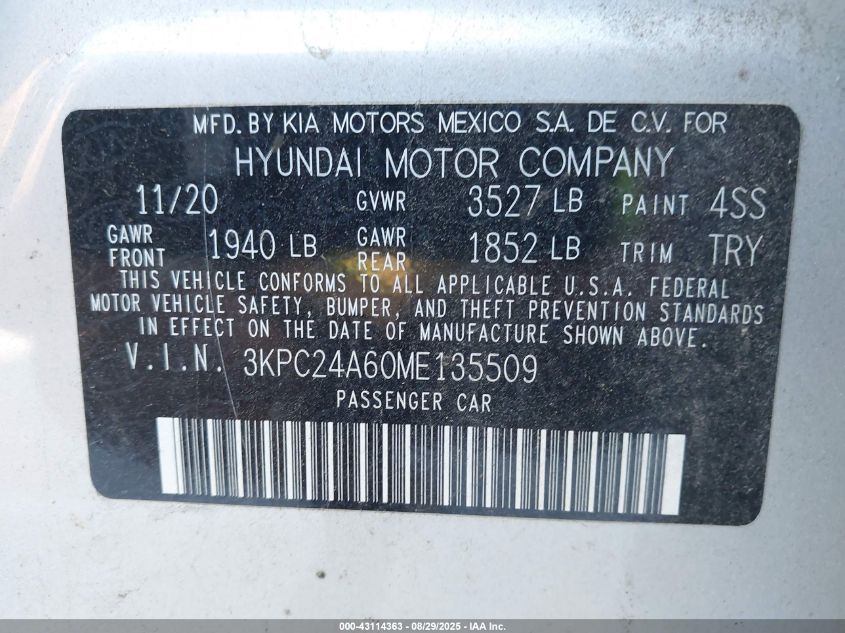 MFD. BY KIA MOTORS MEXICO S.A. DE C.V. FOR
HYUNDAI MOTOR COMPANY
11/20 GVWR 3527 LB PAINT 4SS
GAWR FRONT 1940 LB GAWR REAR 1852 LB TRIM TRY
THIS VEHICLE CONFORMS TO ALL APPLICABLE U.S.A. FEDERAL
MOTOR VEHICLE SAFETY, BUMPER, AND THEFT PREVENTION STANDARDS
IN EFFECT ON THE DATE OF MANUFACTURE SHOWN ABOVE.
V.I.N. 3KPC24A60ME135509
PASSENGER CAR
000-43114363 - 08/29/2025 - IAA Inc.